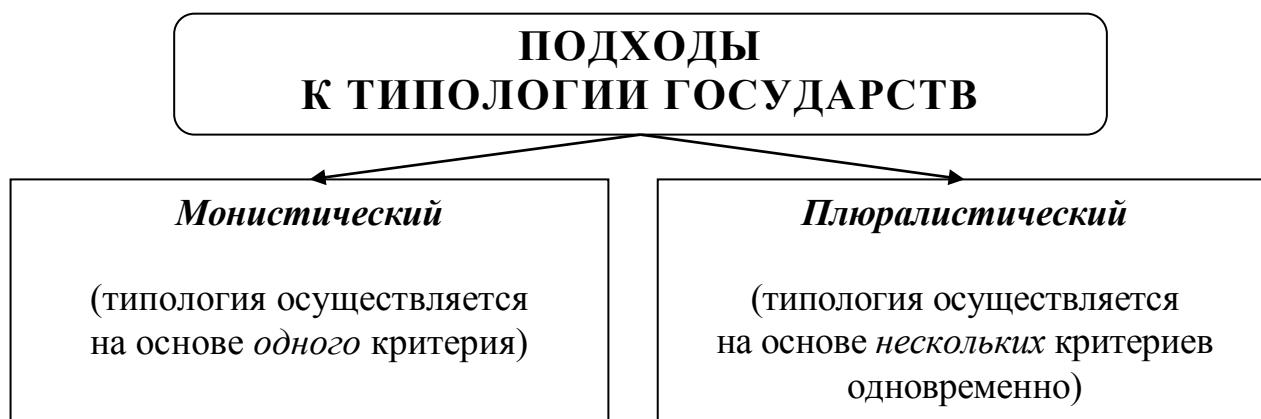 ПОДХОДЫ
К ТИПОЛОГИИ ГОСУДАРСТВ
Монистический
(типология осуществляется
на основе одного критерия)
Плюралистический
(типология осуществляется
на основе нескольких критериев
одновременно)